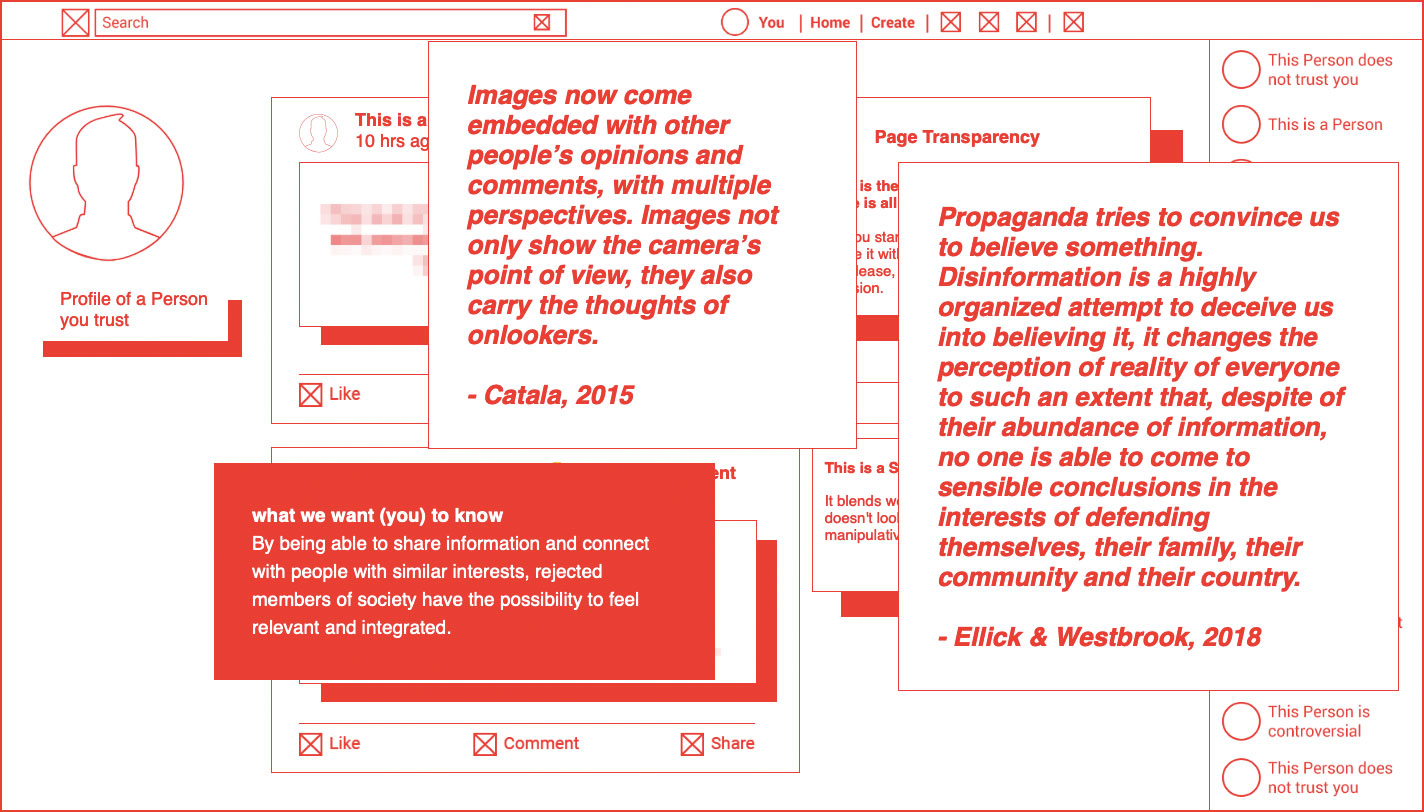 Search
You | Home | Create | |
This Person does
not trust you
This is a Person
Profile of a Person
you trust
This is a
10 hrs ag
Like
Images now come
embedded with other
people’s opinions and
comments, with multiple
perspectives. Images not
only show the camera’s
point of view, they also
carry the thoughts of
onlookers.
- Catala, 2015
Page Transparency
is the
is all
ou star
e it wit
lease,
sion.
Propaganda tries to convince us
to believe something.
Disinformation is a highly
organized attempt to deceive us
into believing it, it changes the
perception of reality of everyone
to such an extent that, despite of
their abundance of information,
no one is able to come to
sensible conclusions in the
interests of defending
themselves, their family, their
community and their country.
- Ellick & Westbrook, 2018
ent
what we want (you) to know
By being able to share information and connect
with people with similar interests, rejected
members of society have the possibility to feel
relevant and integrated.
This is a S
It blends w
doesn't loo
manipulativ
Like
Comment
Share
This Person is
controversial
This Person does
not trust you